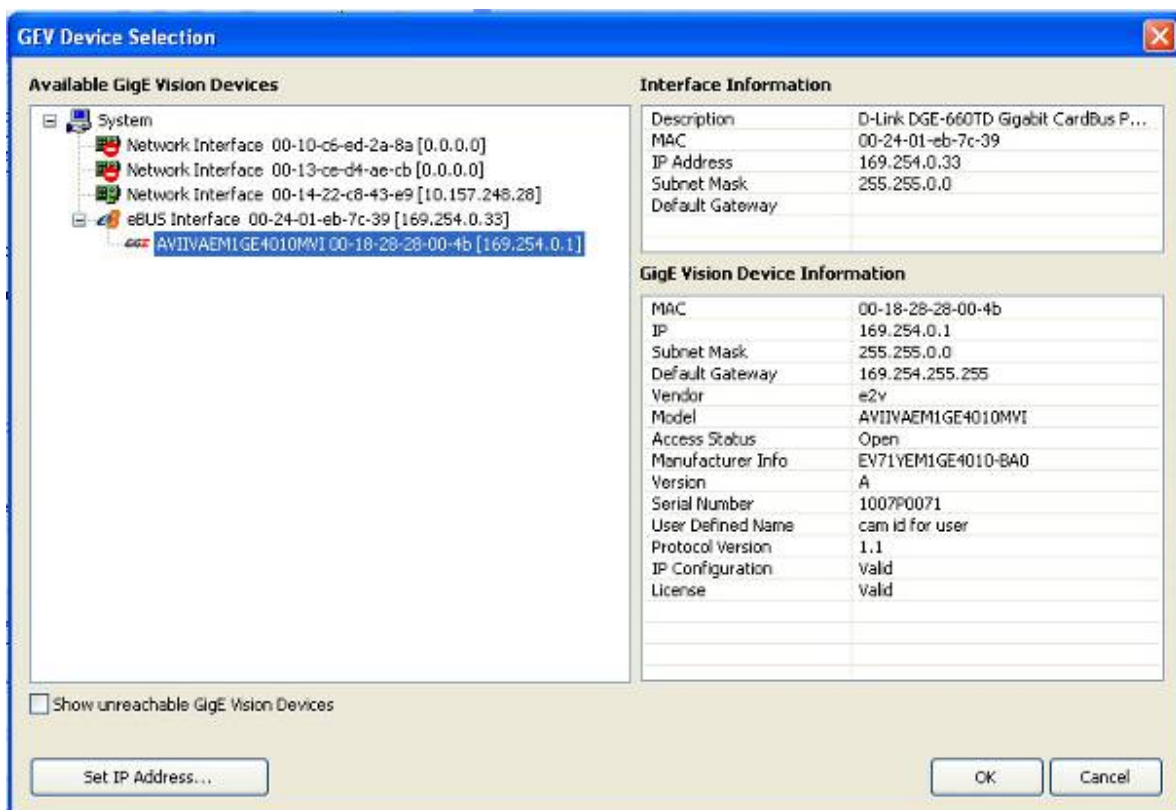 GEV Device Selection
Available GigE Vision Devices
System
Network Interface 00-10-c6-ed-2a-8a [0.0.0.0]
Network Interface 00-13-ce-d4-ae-cb [0.0.0.0]
Network Interface 00-14-22-c8-43-e9 [10.157.248.28]
eBUS Interface 00-24-01-eb-7c-39 [169.254.0.33]
GigE AVIIVAEM1GE4010MVI 00-18-28-28-00-4b [169.254.0.1]
Show unreachable GigE Vision Devices
Set IP Address...
Interface Information
Description D-Link DGE-660TD Gigabit CardBus P...
MAC 00-24-01-eb-7c-39
IP Address 169.254.0.33
Subnet Mask 255.255.0.0
Default Gateway
GigE Vision Device Information
MAC 00-18-28-28-00-4b
IP 169.254.0.1
Subnet Mask 255.255.0.0
Default Gateway 169.254.255.255
Vendor e2v
Model AVIIVAEM1GE4010MVI
Access Status Open
Manufacturer Info EV71YEM1GE4010-BA0
Version A
Serial Number 1007P0071
User Defined Name cam id for user
Protocol Version 1.1
IP Configuration Valid
License Valid
OK Cancel